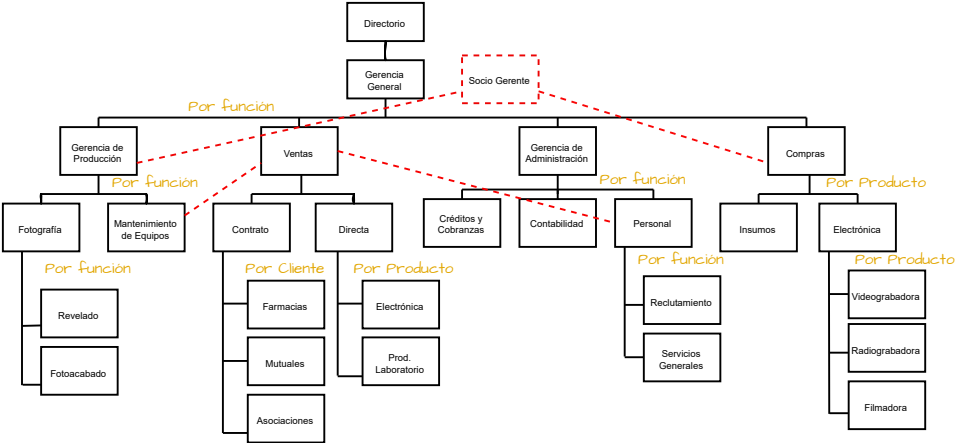 Directorio
Gerencia
General
Socio Gerente
Por función
Gerencia de
Producción
Ventas
Gerencia de
Administración
Compras
Por función
Por función
Por Producto
Fotografía
Mantenimiento
de Equipos
Contrato
Directa
Créditos y
Cobranzas
Contabilidad
Personal
Insumos
Electrónica
Por función
Por Cliente
Por Producto
Por función
Por Producto
Revelado
Fotoacabado
Farmacias
Mutuales
Asociaciones
Electrónica
Prod.
Laboratorio
Reclutamiento
Servicios
Generales
Videograbadora
Radiograbadora
Filmadora